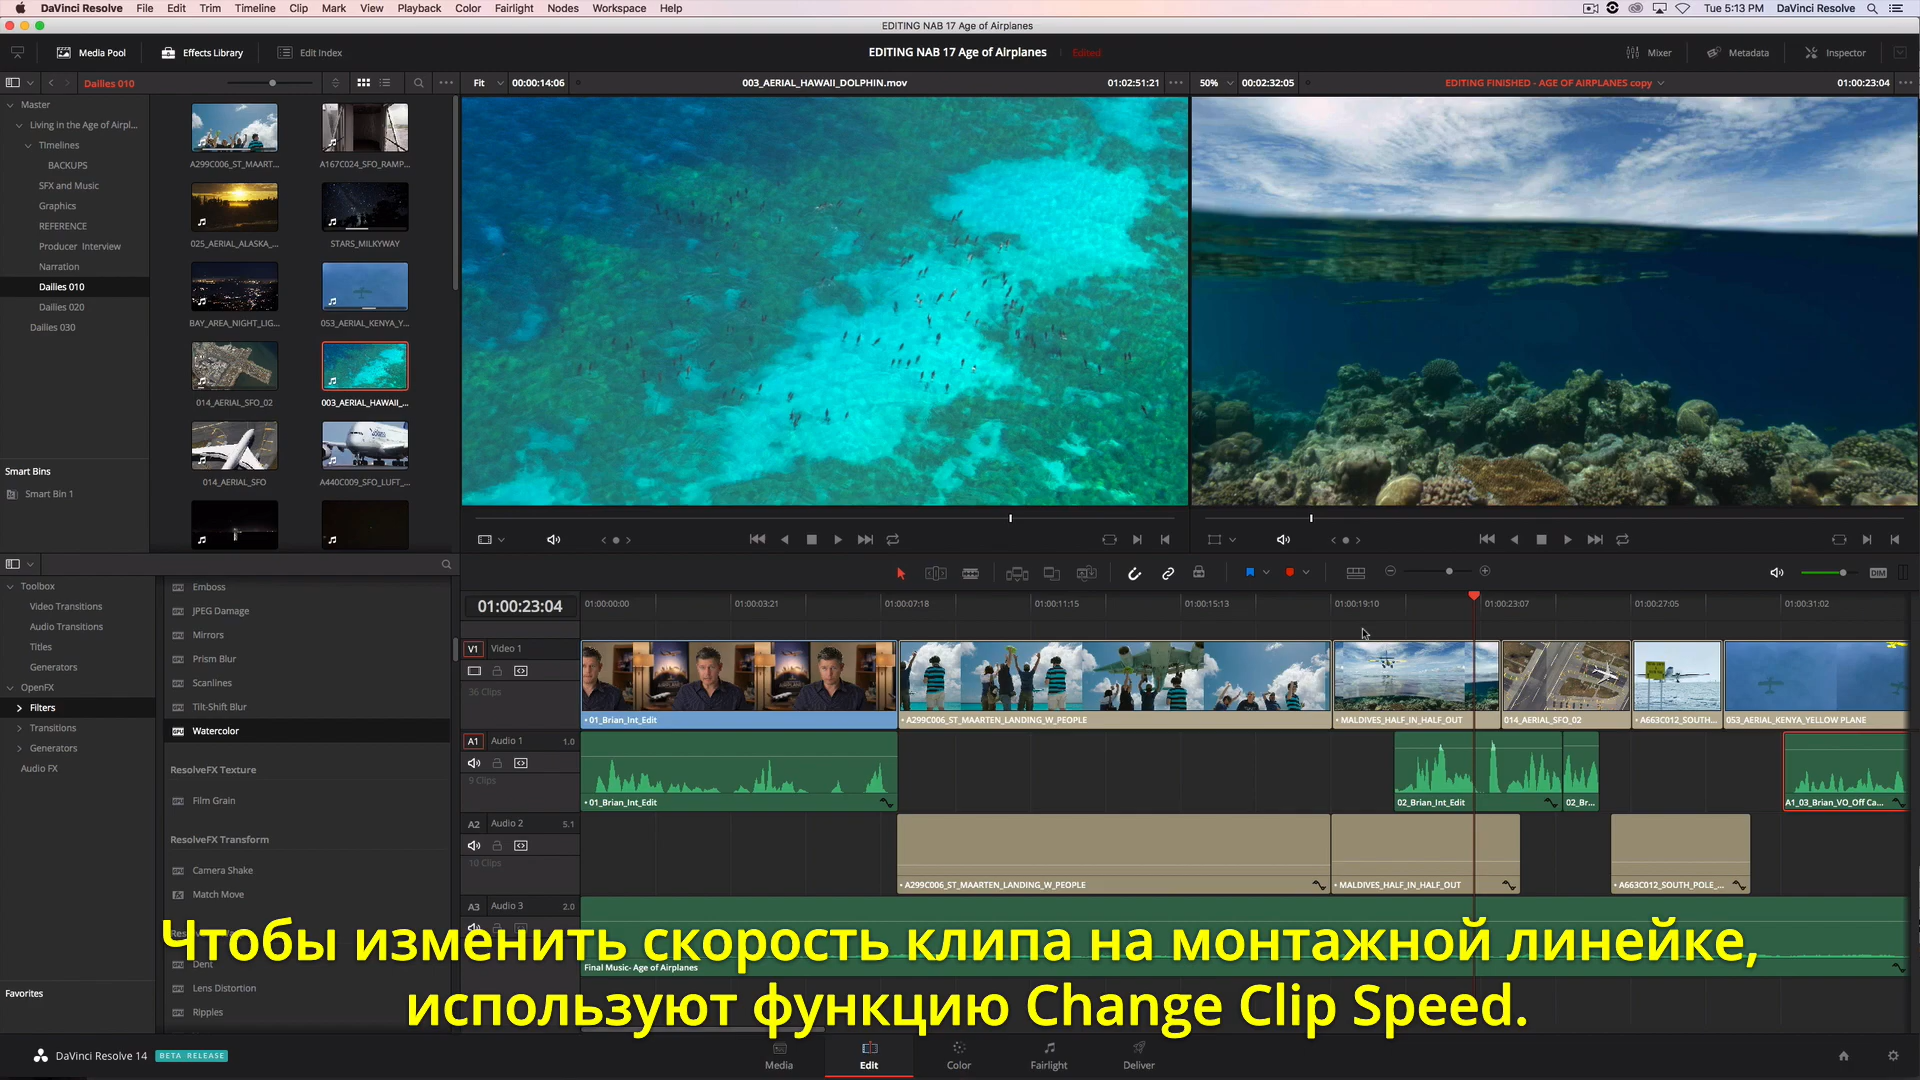 DaVinci Resolve File Edit Trim Timeline Clip Mark View Playback Color Fairlight Nodes Workspace Help Tue 5:13 PM DaVinci Resolve
EDITING NAB 17 Age of Airplanes
Media Pool Effects Library Edit Index EDITING NAB 17 Age of Airplanes Edited Mixer Metadata Inspector
Dailies 010 Fit 00:00:14:06 003_AERIAL_HAWAII_DOLPHIN.mov 01:02:51:21 50% 00:02:32:05 EDITING FINISHED - AGE OF AIRPLANES copy 01:00:23:04
Master
Living in the Age of Airpl...
TImelines
BACKUPS
SFX and Music
Graphics
REFERENCE
Producer Interview
Narration
Dailies 010
Dailies 020
Dailies 030
A299C006_ST_MAART... A167C024_SFO_RAMP...
025_AERIAL_ALASKA_... STARS_MILKYWAY
BAY_AREA_NIGHT_LIG... 053_AERIAL_KENYA_Y...
014_AERIAL_SFO_02 003_AERIAL_HAWAII_...
014_AERIAL_SFO A440C009_SFO_LUFT_...
Smart Bins
Smart Bin 1
Toolbox
Video Transitions
Audio Transitions
Titles
Generators
OpenFX
Filters
Transitions
Generators
Audio FX
Favorites
Emboss
JPEG Damage
Mirrors
Prism Blur
Scanlines
Tilt-Shift Blur
Watercolor
ResolveFX Texture
Film Grain
ResolveFX Transform
Camera Shake
Match Move
Dent
Lens Distortion
Ripples
DIM
01:00:23:04 01:00:00:00 01:00:03:21 01:00:07:18 01:00:11:15 01:00:15:13 01:00:19:10 01:00:23:07 01:00:27:05 01:00:31:02
V1 Video 1
36 Clips
• 01_Brian_Int_Edit • A299C006_ST_MAARTEN_LANDING_W_PEOPLE • MALDIVES_HALF_IN_HALF_OUT 014_AERIAL_SFO_02 • A663C012_SOUTH... 053_AERIAL_KENYA_YELLOW PLANE
A1 Audio 1 1.0
9 Clips
• 01_Brian_Int_Edit 02_Brian_Int_Edit 02_Br... A1_03_Brian_VO_Off Ca...
A2 Audio 2 5.1
10 Clips
• A299C006_ST_MAARTEN_LANDING_W_PEOPLE • MALDIVES_HALF_IN_HALF_OUT • A663C012_SOUTH_POLE_...
A3 Audio 3 2.0
Final Music- Age of Airplanes
Чтобы изменить скорость клипа на монтажной линейке,
используют функцию Change Clip Speed.
DaVinci Resolve 14 BETA RELEASE Media Edit Color Fairlight Deliver